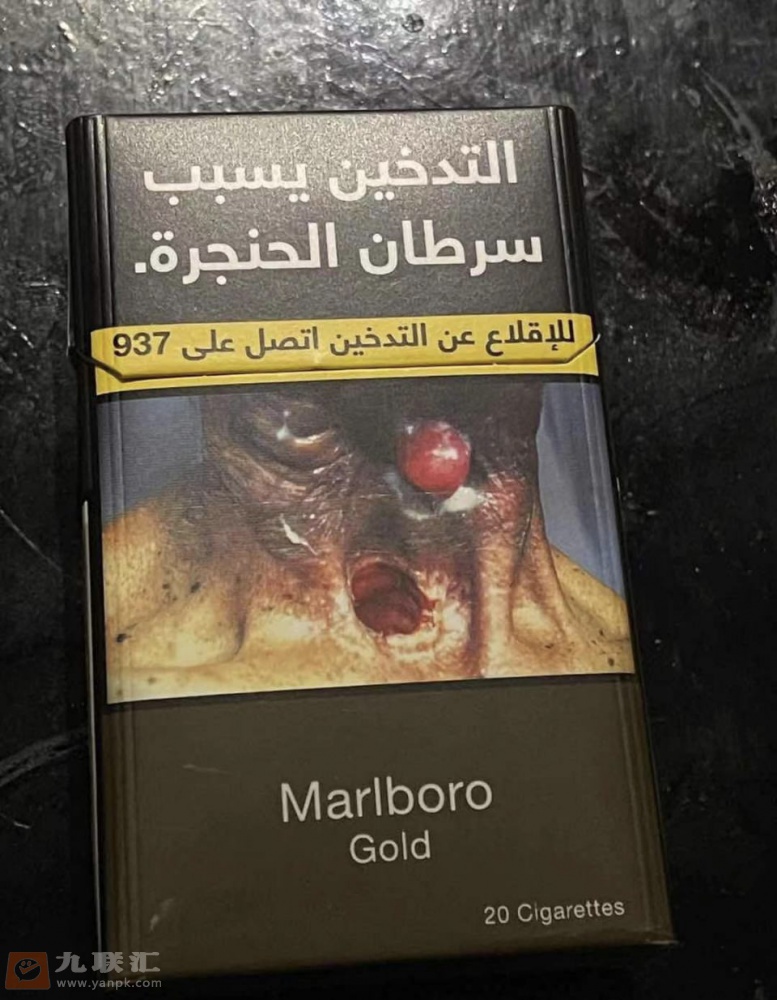 التدخين يسبب
سرطان الحنجرة.
للإقلاع عن التدخين اتصل على 937
Marlboro
Gold
20 Cigarettes
九联汇
www.yanpk.com